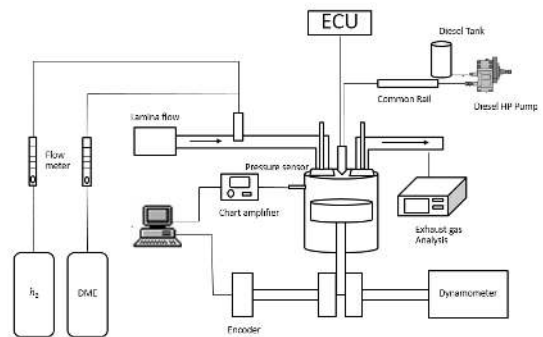 ECU
Diesel Tank
Common Rail
Diesel HP Pump
Lamina flow
Flow
meter
Pressure sensor
Chart amplifier
Exhaust gas
Analysis
h₂
DME
Encoder
Dynamometer